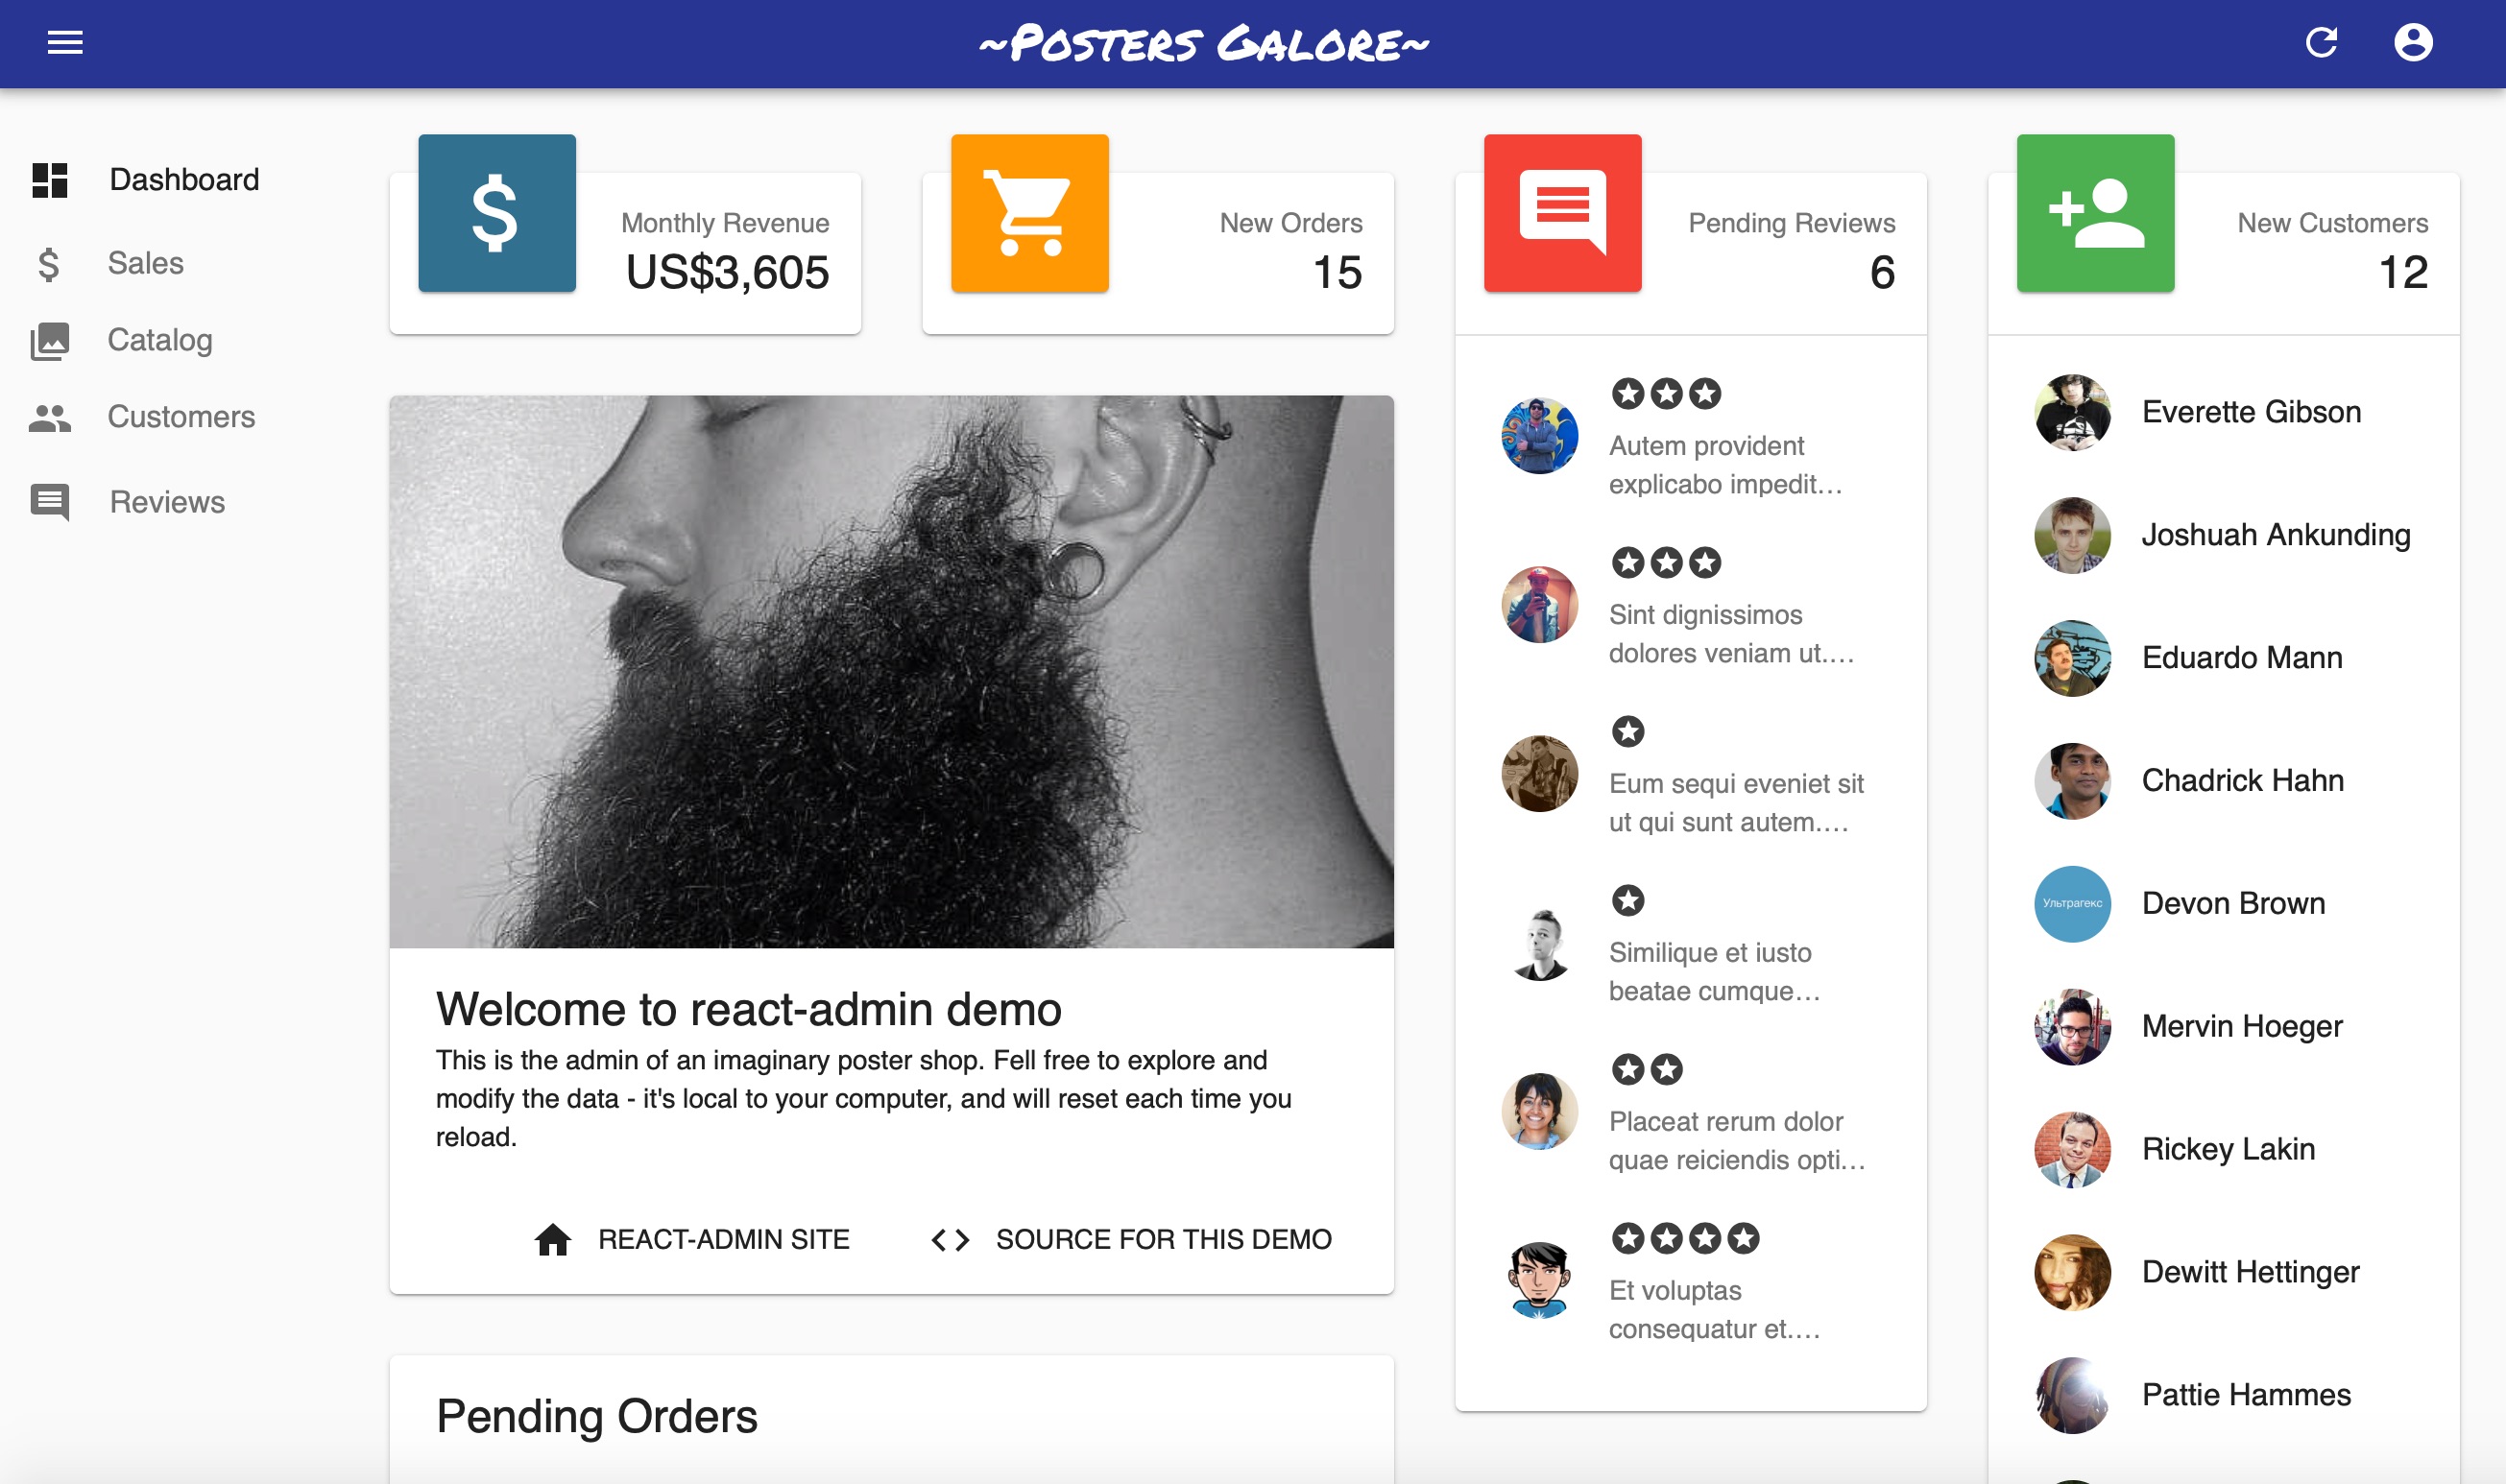 ~Posters Galore~
Dashboard
Sales
Catalog
Customers
Reviews
Monthly Revenue
US$3,605
New Orders
15
Pending Reviews
6
New Customers
12
Welcome to react-admin demo
This is the admin of an imaginary poster shop. Fell free to explore and
modify the data - it's local to your computer, and will reset each time you
reload.
REACT-ADMIN SITE
SOURCE FOR THIS DEMO
Pending Orders
Autem provident
explicabo impedit…
Sint dignissimos
dolores veniam ut.…
Eum sequi eveniet sit
ut qui sunt autem.…
Similique et iusto
beatae cumque…
Placeat rerum dolor
quae reiciendis opti…
Et voluptas
consequatur et.…
Everette Gibson
Joshuah Ankunding
Eduardo Mann
Chadrick Hahn
Ультрагекс
Devon Brown
Mervin Hoeger
Rickey Lakin
Dewitt Hettinger
Pattie Hammes